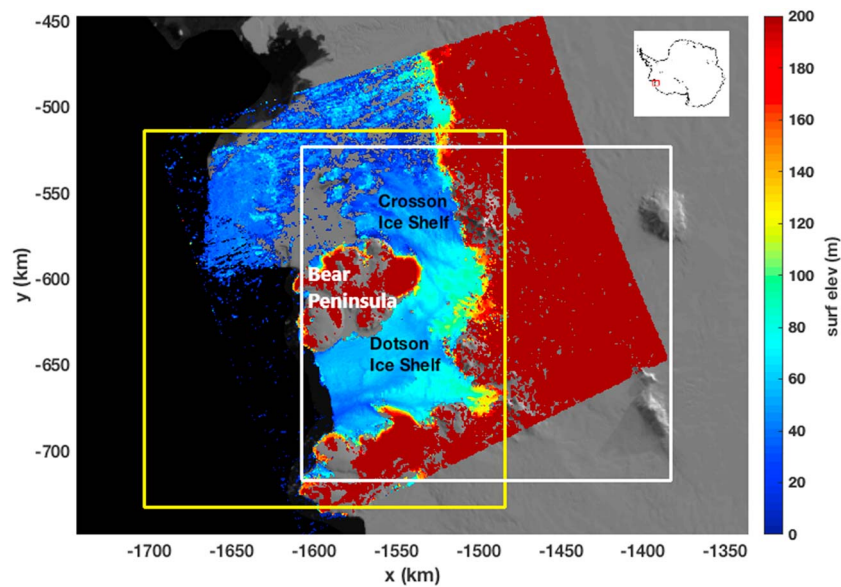 -450
-500
-550
-600
-650
-700
y (km)
-1700 -1650 -1600 -1550 -1500 -1450 -1400 -1350
x (km)
Crosson
Ice Shelf
Bear
Peninsula
Dotson
Ice Shelf
200
180
160
140
120
100
80
60
40
20
0
surf elev (m)